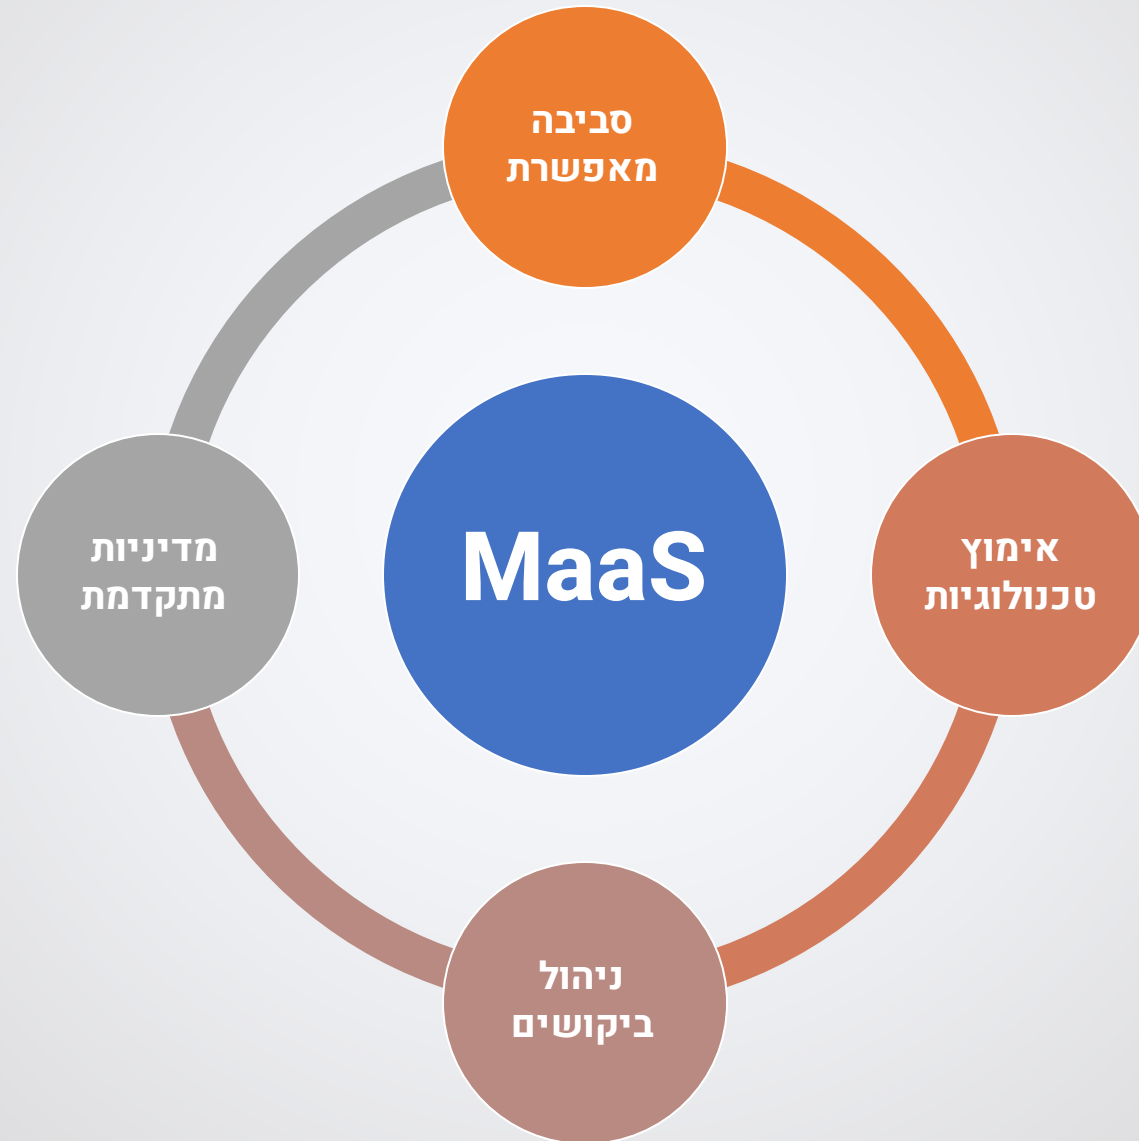 סביבה
מאפשרת
אימוץ
טכנולוגיות
MaaS
מדיניות
מתקדמת
ניהול
ביקושים